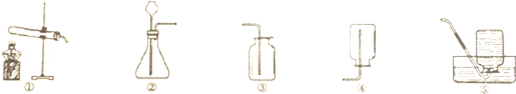 ① ② ③ ④ ⑤